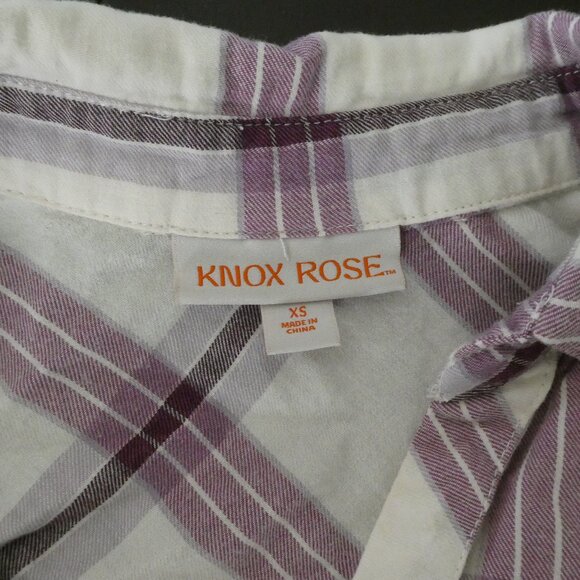 KNOX ROSE™
XS
MADE IN
CHINA